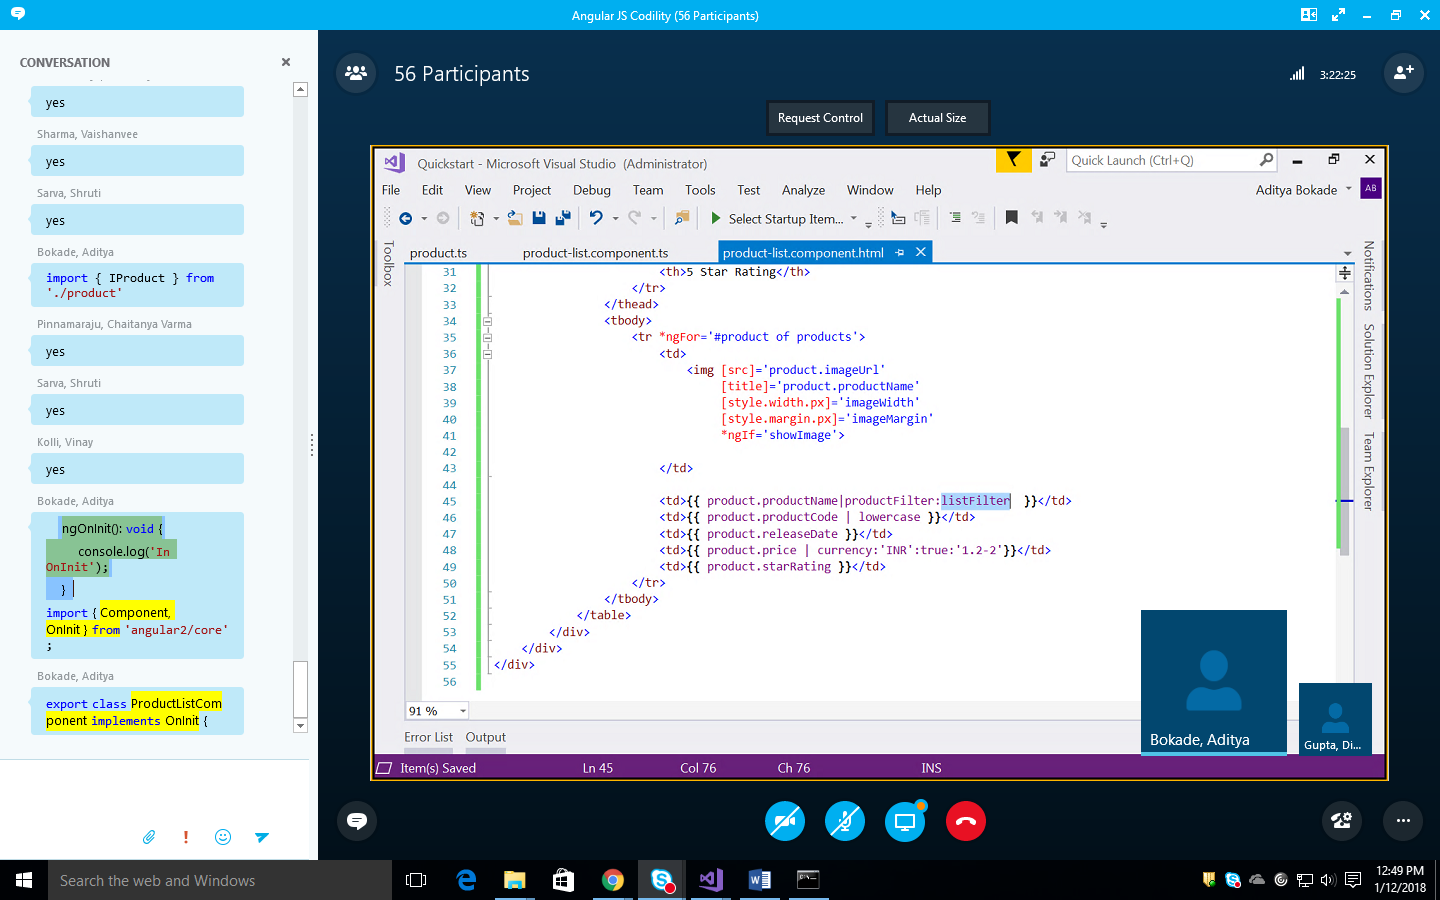 Angular JS Codility (56 Participants)
CONVERSATION
yes
Sharma, Vaishanvee
yes
Sarva, Shruti
yes
Bokade, Aditya
import { IProduct } from
'./product'
Pinnamaraju, Chaitanya Varma
yes
Sarva, Shruti
yes
Kolli, Vinay
yes
Bokade, Aditya
ngOnInit(): void {
console.log('In
OnInit');
}
import { Component,
OnInit } from 'angular2/core'
;
Bokade, Aditya
export class ProductListCom
ponent implements OnInit {
56 Participants
3:22:25
Request Control
Actual Size
Quickstart - Microsoft Visual Studio (Administrator)
Quick Launch (Ctrl+Q)
File Edit View Project Debug Team Tools Test Analyze Window Help
Aditya Bokade
AB
Select Startup Item...
Toolbox
product.ts
product-list.component.ts
product-list.component.html
31 <th>5 Star Rating</th>
32 </tr>
33 </thead>
34 <tbody>
35 <tr *ngFor='#product of products'>
36 <td>
37 <img [src]='product.imageUrl'
38 [title]='product.productName'
39 [style.width.px]='imageWidth'
40 [style.margin.px]='imageMargin'
41 *ngIf='showImage'>
42
43 </td>
44
45 <td>{{ product.productName|productFilter:listFilter }}</td>
46 <td>{{ product.productCode | lowercase }}</td>
47 <td>{{ product.releaseDate }}</td>
48 <td>{{ product.price | currency:'INR':true:'1.2-2'}}</td>
49 <td>{{ product.starRating }}</td>
50 </tr>
51 </tbody>
52 </table>
53 </div>
54 </div>
55 </div>
56
91 %
Notifications
Solution Explorer
Team Explorer
Error List
Output
Item(s) Saved
Ln 45
Col 76
Ch 76
INS
Bokade, Aditya
Gupta, Di...
Search the web and Windows
12:49 PM
1/12/2018